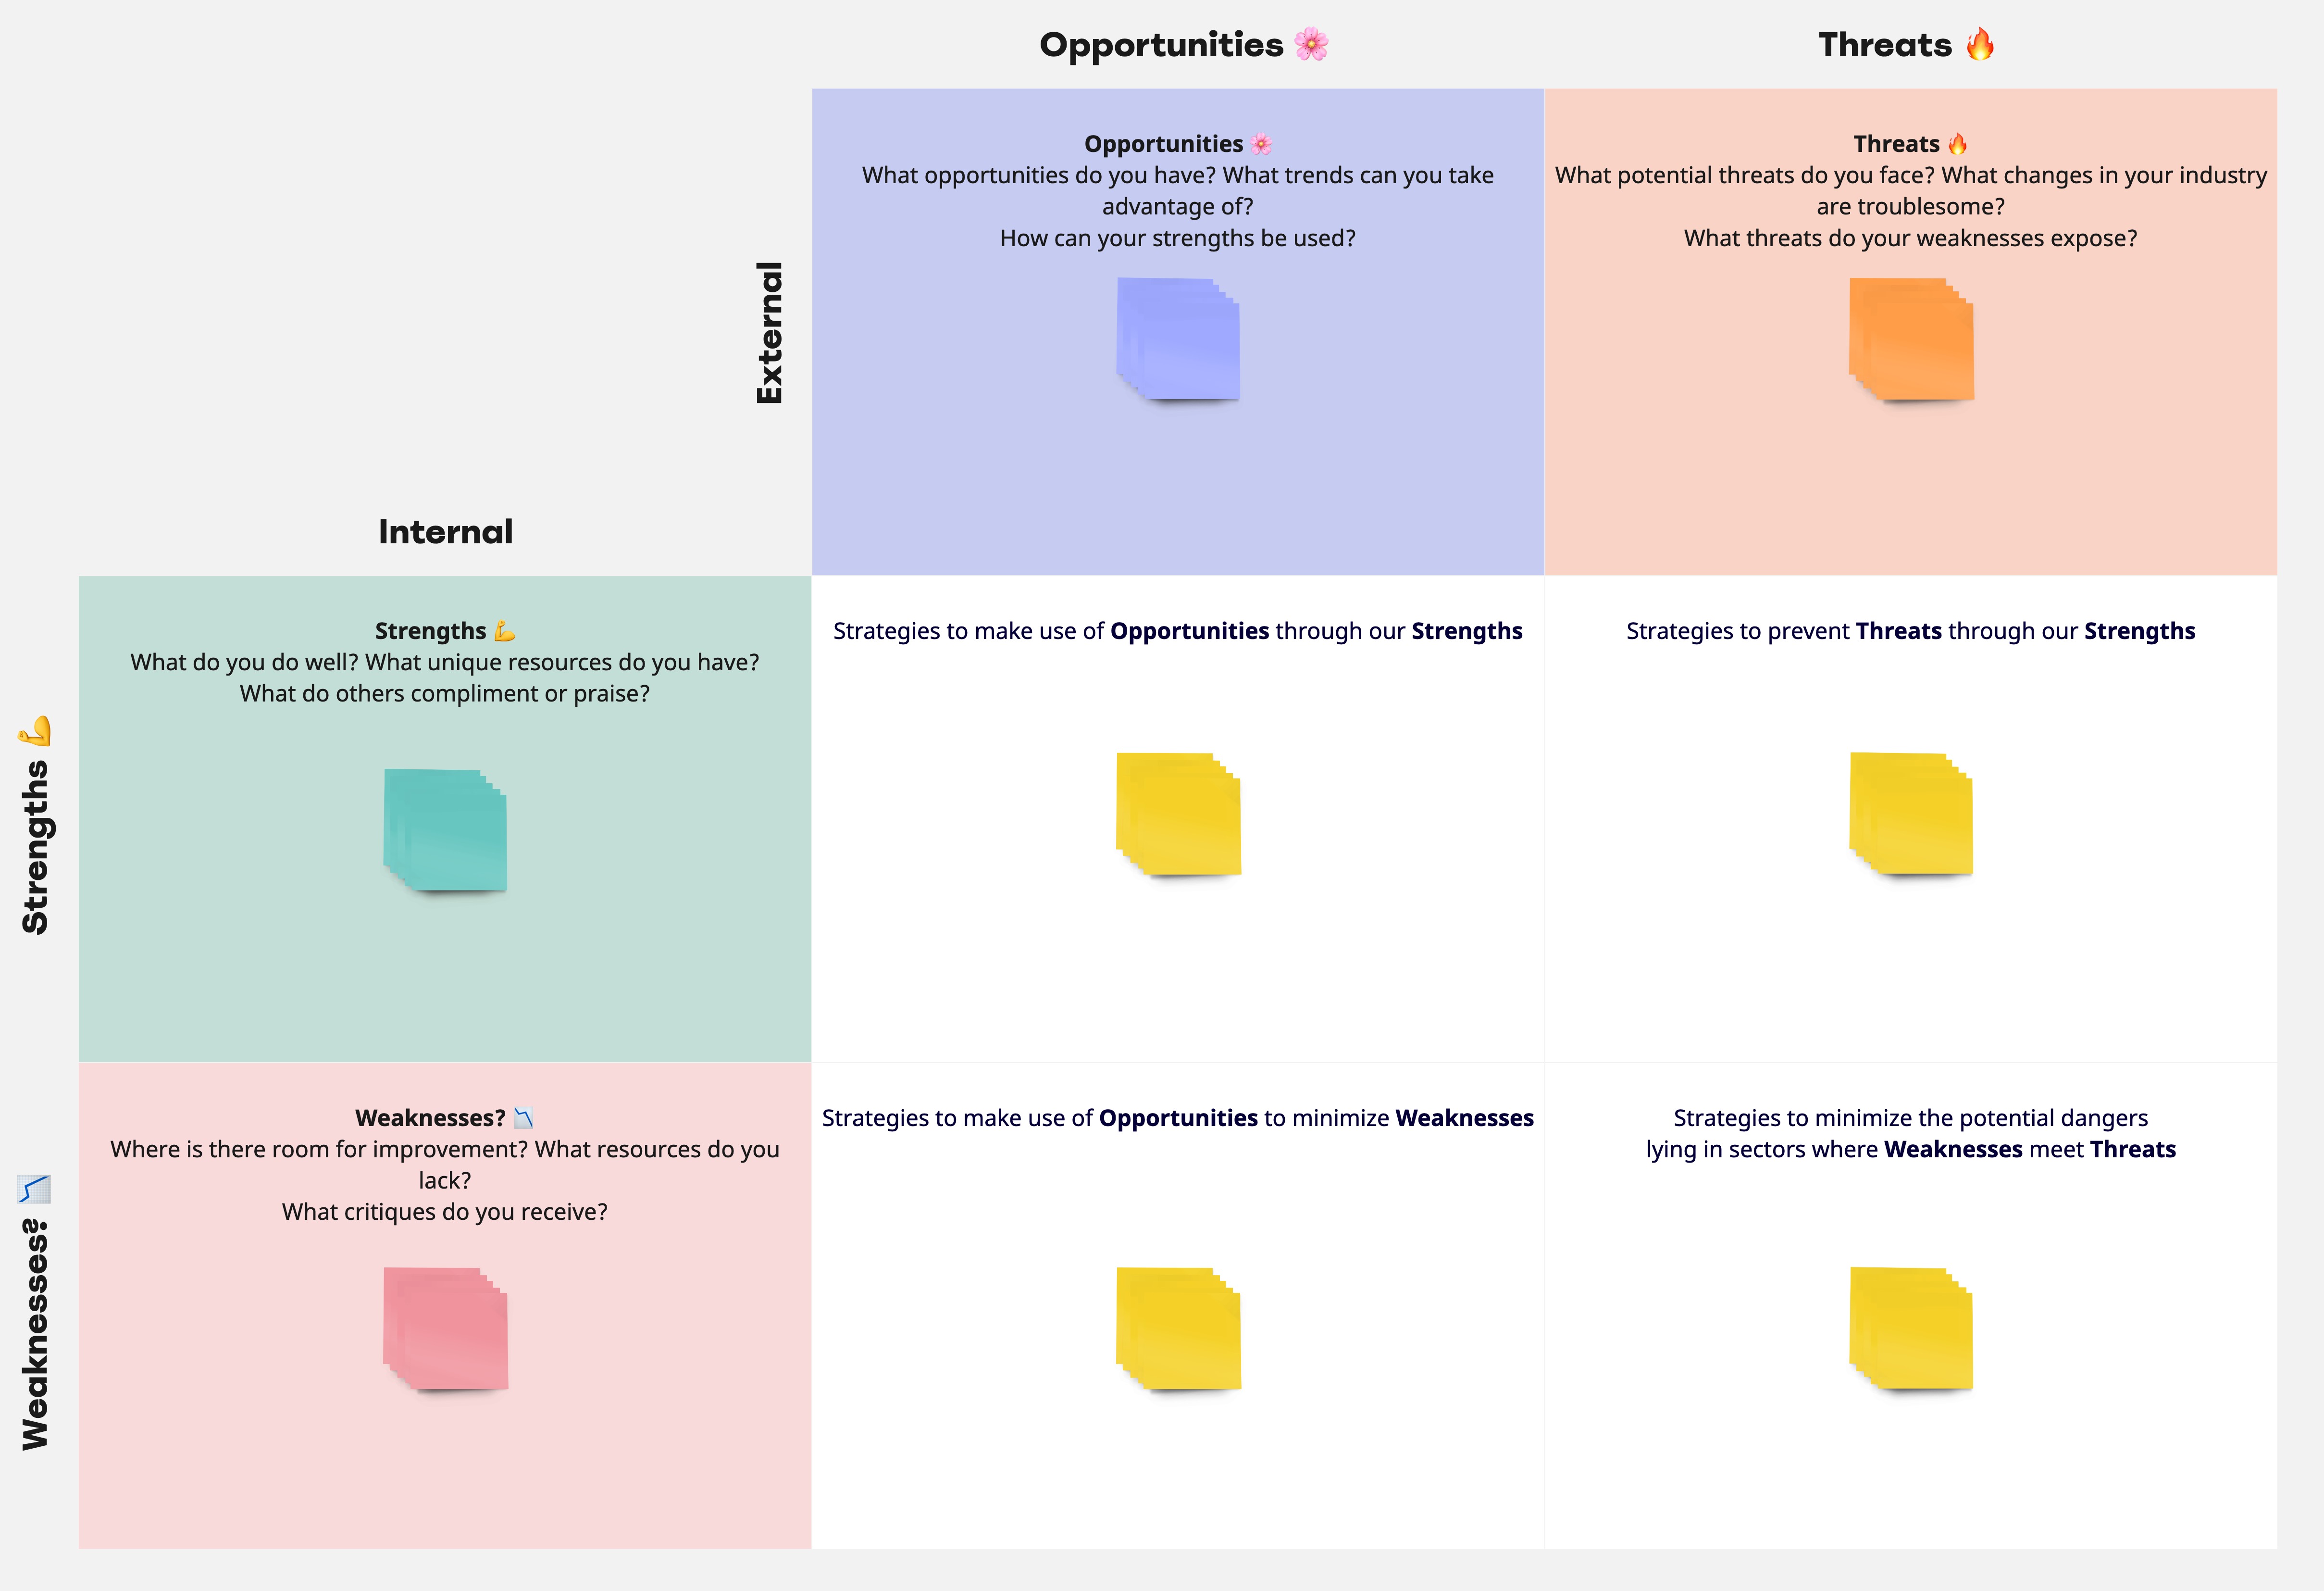 Opportunities 🌸
Threats 🔥
External
Opportunities 🌸
What opportunities do you have? What trends can you take
advantage of?
How can your strengths be used?
Threats 🔥
What potential threats do you face? What changes in your industry
are troublesome?
What threats do your weaknesses expose?
Internal
Strengths 💪
Strengths 💪
What do you do well? What unique resources do you have?
What do others compliment or praise?
Strategies to make use of Opportunities through our Strengths
Strategies to prevent Threats through our Strengths
Weaknesses? 📉
Weaknesses? 📉
Where is there room for improvement? What resources do you
lack?
What critiques do you receive?
Strategies to make use of Opportunities to minimize Weaknesses
Strategies to minimize the potential dangers
lying in sectors where Weaknesses meet Threats